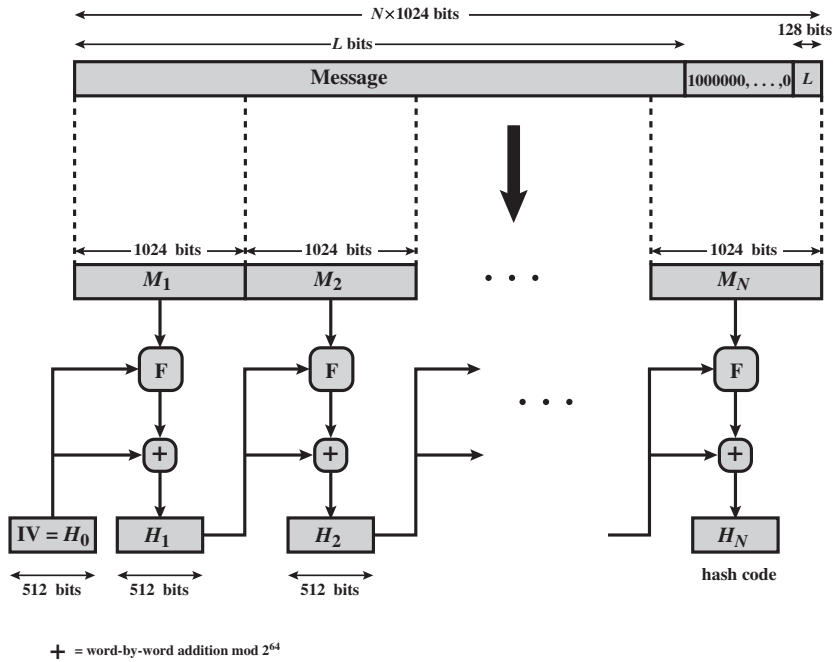 N×1024 bits
L bits
128 bits
Message
1000000, . . . ,0
L
1024 bits
1024 bits
1024 bits
M1
M2
. . .
MN
F
F
F
. . .
+
+
+
IV = H0
H1
H2
HN
512 bits
512 bits
512 bits
hash code
+ = word-by-word addition mod 2^64